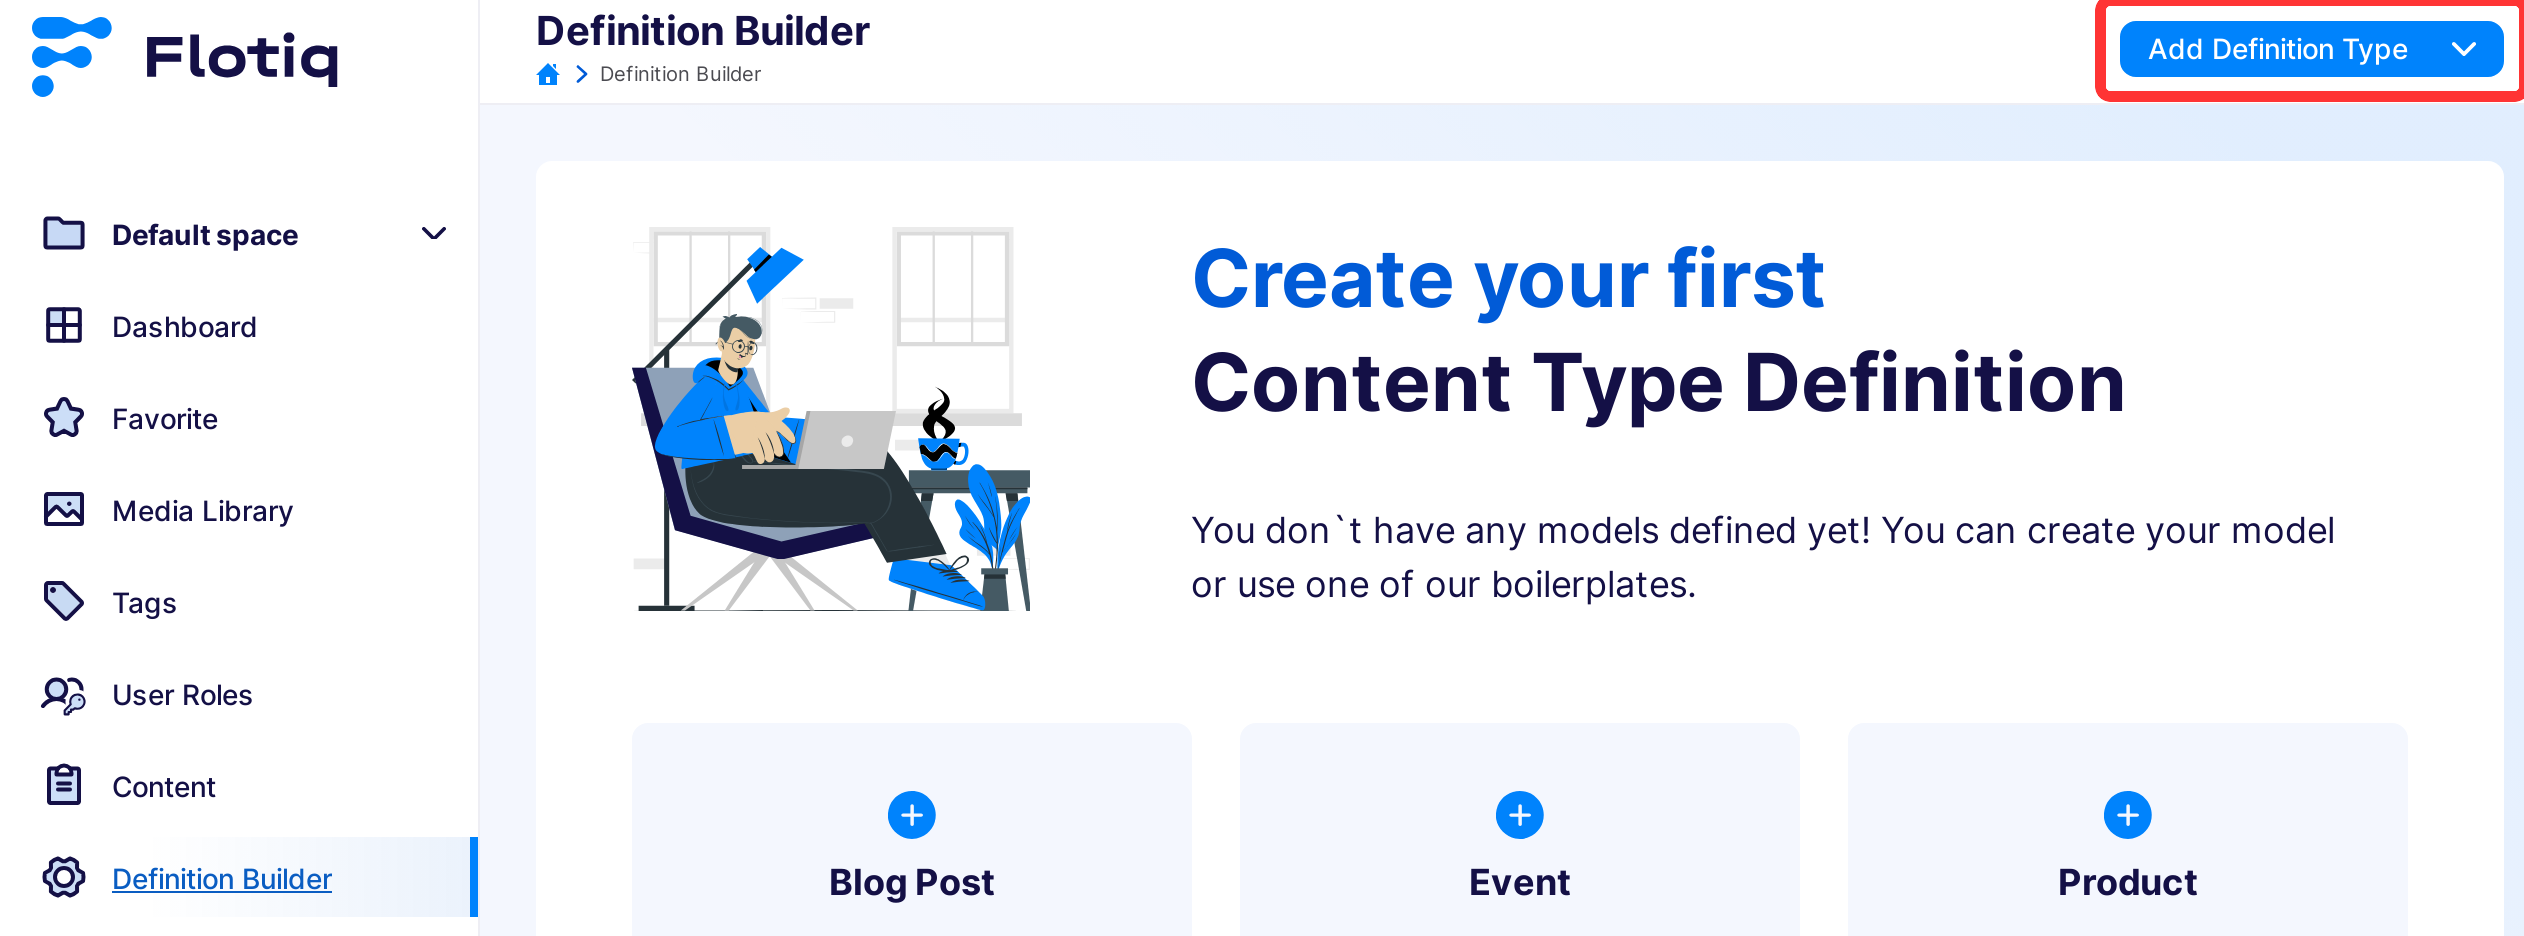 Flotiq
Default space
Dashboard
Favorite
Media Library
Tags
User Roles
Content
Definition Builder
Definition Builder
Definition Builder
Add Definition Type
Create your first
Content Type Definition
You don`t have any models defined yet! You can create your model
or use one of our boilerplates.
Blog Post
Event
Product